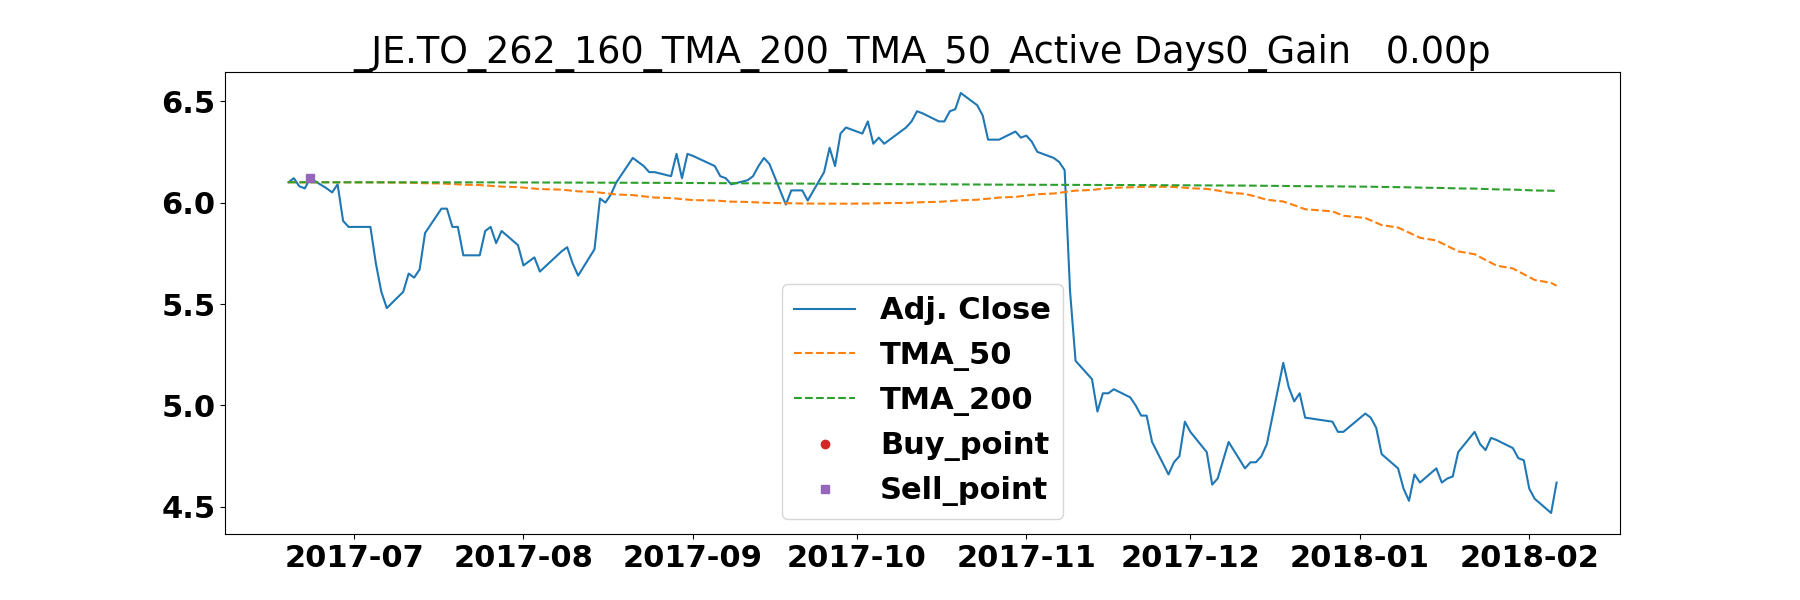 _JE.TO_262_160_TMA_200_TMA_50_Active Days0_Gain   0.00p
6.5
6.0
5.5
5.0
4.5
Adj. Close
TMA_50
TMA_200
Buy_point
Sell_point
2017-07 2017-08 2017-09 2017-10 2017-11 2017-12 2018-01 2018-02